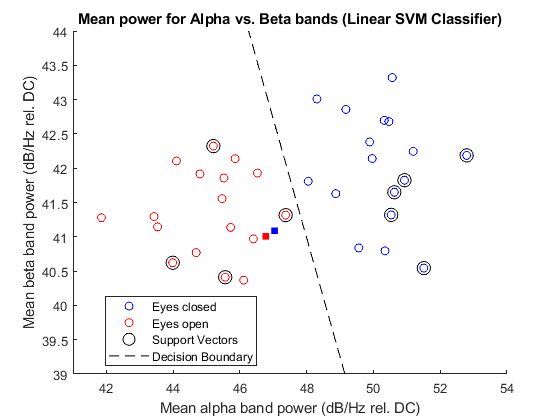 Mean power for Alpha vs. Beta bands (Linear SVM Classifier)
Mean beta band power (dB/Hz rel. DC)
44
43.5
43
42.5
42
41.5
41
40.5
40
39.5
39
Eyes closed
Eyes open
Support Vectors
Decision Boundary
42 44 46 48 50 52 54
Mean alpha band power (dB/Hz rel. DC)